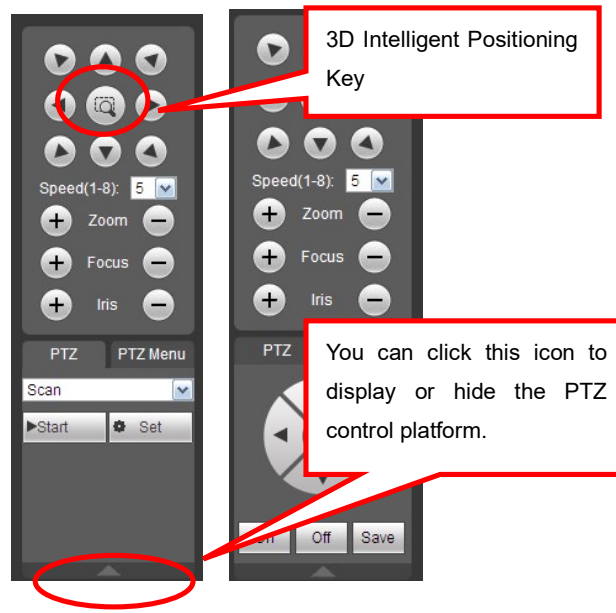 3D Intelligent Positioning
Key
Speed(1-8): 5
Zoom
Focus
Iris
PTZ PTZ Menu
Scan
Start Set
Speed(1-8): 5
Zoom
Focus
Iris
PTZ
You can click this icon to
display or hide the PTZ
control platform.
Off Save